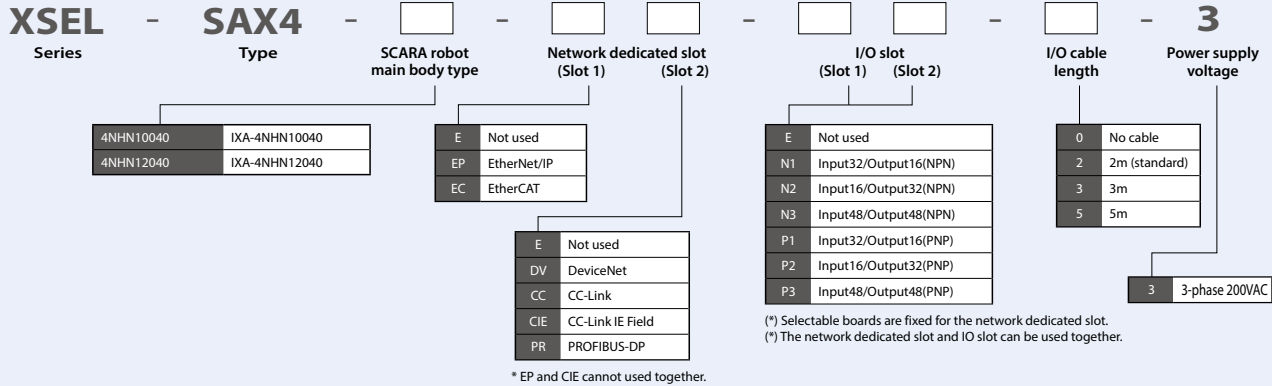 XSEL - SAX4 - - - - - 3
Series Type SCARA robot main body type Network dedicated slot (Slot 1) (Slot 2) I/O slot (Slot 1) (Slot 2) I/O cable length Power supply voltage
4NHN10040 IXA-4NHN10040
4NHN12040 IXA-4NHN12040
E Not used
EP EtherNet/IP
EC EtherCAT
E Not used
DV DeviceNet
CC CC-Link
CIE CC-Link IE Field
PR PROFIBUS-DP
* EP and CIE cannot used together.
E Not used
N1 Input32/Output16(NPN)
N2 Input16/Output32(NPN)
N3 Input48/Output48(NPN)
P1 Input32/Output16(PNP)
P2 Input16/Output32(PNP)
P3 Input48/Output48(PNP)
(*) Selectable boards are fixed for the network dedicated slot.
(*) The network dedicated slot and IO slot can be used together.
0 No cable
2 2m (standard)
3 3m
5 5m
3 3-phase 200VAC